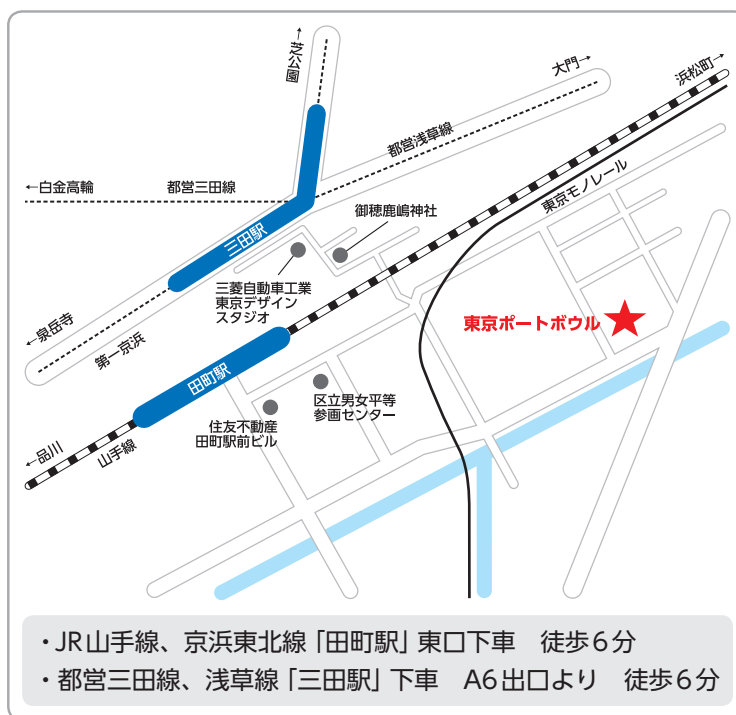 ↑芝公園
大門→
浜松町→
都営浅草線
←白金高輪
都営三田線
東京モノレール
御穂鹿嶋神社
三田駅
三菱自動車工業
東京デザイン
スタジオ
←泉岳寺
第一京浜
東京ポートボウル
田町駅
区立男女平等
参画センター
住友不動産
田町駅前ビル
←品川
山手線
・JR山手線、京浜東北線「田町駅」東口下車　徒歩6分
・都営三田線、浅草線「三田駅」下車　A6出口より　徒歩6分